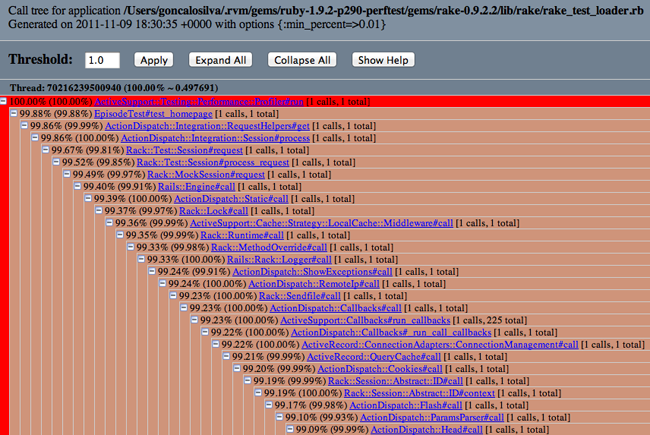 Call tree for application /Users/goncalosilva/.rvm/gems/ruby-1.9.2-p290-perftest/gems/rake-0.9.2.2/lib/rake/rake_test_loader.rb
Generated on 2011-11-09 18:30:35 +0000 with options {:min_percent=>0.01}
Threshold: 1.0 Apply Expand All Collapse All Show Help
Thread: 70216239500940 (100.00% ~ 0.497691)
100.00% (100.00%) ActiveSupport::Testing::Performance::Profiler#run [1 calls, 1 total]
99.88% (99.88%) EpisodeTest#test_homepage [1 calls, 1 total]
99.86% (99.99%) ActionDispatch::Integration::RequestHelpers#get [1 calls, 1 total]
99.86% (100.00%) ActionDispatch::Integration::Session#process [1 calls, 1 total]
99.67% (99.81%) Rack::Test::Session#request [1 calls, 1 total]
99.52% (99.85%) Rack::Test::Session#process_request [1 calls, 1 total]
99.49% (99.97%) Rack::MockSession#request [1 calls, 1 total]
99.40% (99.91%) Rails::Engine#call [1 calls, 1 total]
99.39% (100.00%) ActionDispatch::Static#call [1 calls, 1 total]
99.37% (99.97%) Rack::Lock#call [1 calls, 1 total]
99.36% (99.99%) ActiveSupport::Cache::Strategy::LocalCache::Middleware#call [1 calls, 1 total]
99.35% (99.99%) Rack::Runtime#call [1 calls, 1 total]
99.33% (99.98%) Rack::MethodOverride#call [1 calls, 1 total]
99.33% (100.00%) Rails::Rack::Logger#call [1 calls, 1 total]
99.24% (99.91%) ActionDispatch::ShowExceptions#call [1 calls, 1 total]
99.24% (100.00%) ActionDispatch::RemoteIp#call [1 calls, 1 total]
99.23% (100.00%) Rack::Sendfile#call [1 calls, 1 total]
99.23% (100.00%) ActionDispatch::Callbacks#call [1 calls, 1 total]
99.23% (100.00%) ActiveSupport::Callbacks#run_callbacks [1 calls, 225 total]
99.22% (100.00%) ActionDispatch::Callbacks#_run_call_callbacks [1 calls, 1 total]
99.22% (100.00%) ActiveRecord::ConnectionAdapters::ConnectionManagement#call [1 calls, 1 total]
99.21% (99.99%) ActiveRecord::QueryCache#call [1 calls, 1 total]
99.20% (99.99%) ActionDispatch::Cookies#call [1 calls, 1 total]
99.19% (99.99%) Rack::Session::Abstract::ID#call [1 calls, 1 total]
99.19% (100.00%) Rack::Session::Abstract::ID#context [1 calls, 1 total]
99.17% (99.98%) ActionDispatch::Flash#call [1 calls, 1 total]
99.10% (99.93%) ActionDispatch::ParamsParser#call [1 calls, 1 total]
99.09% (99.99%) ActionDispatch::Head#call [1 calls, 1 total]